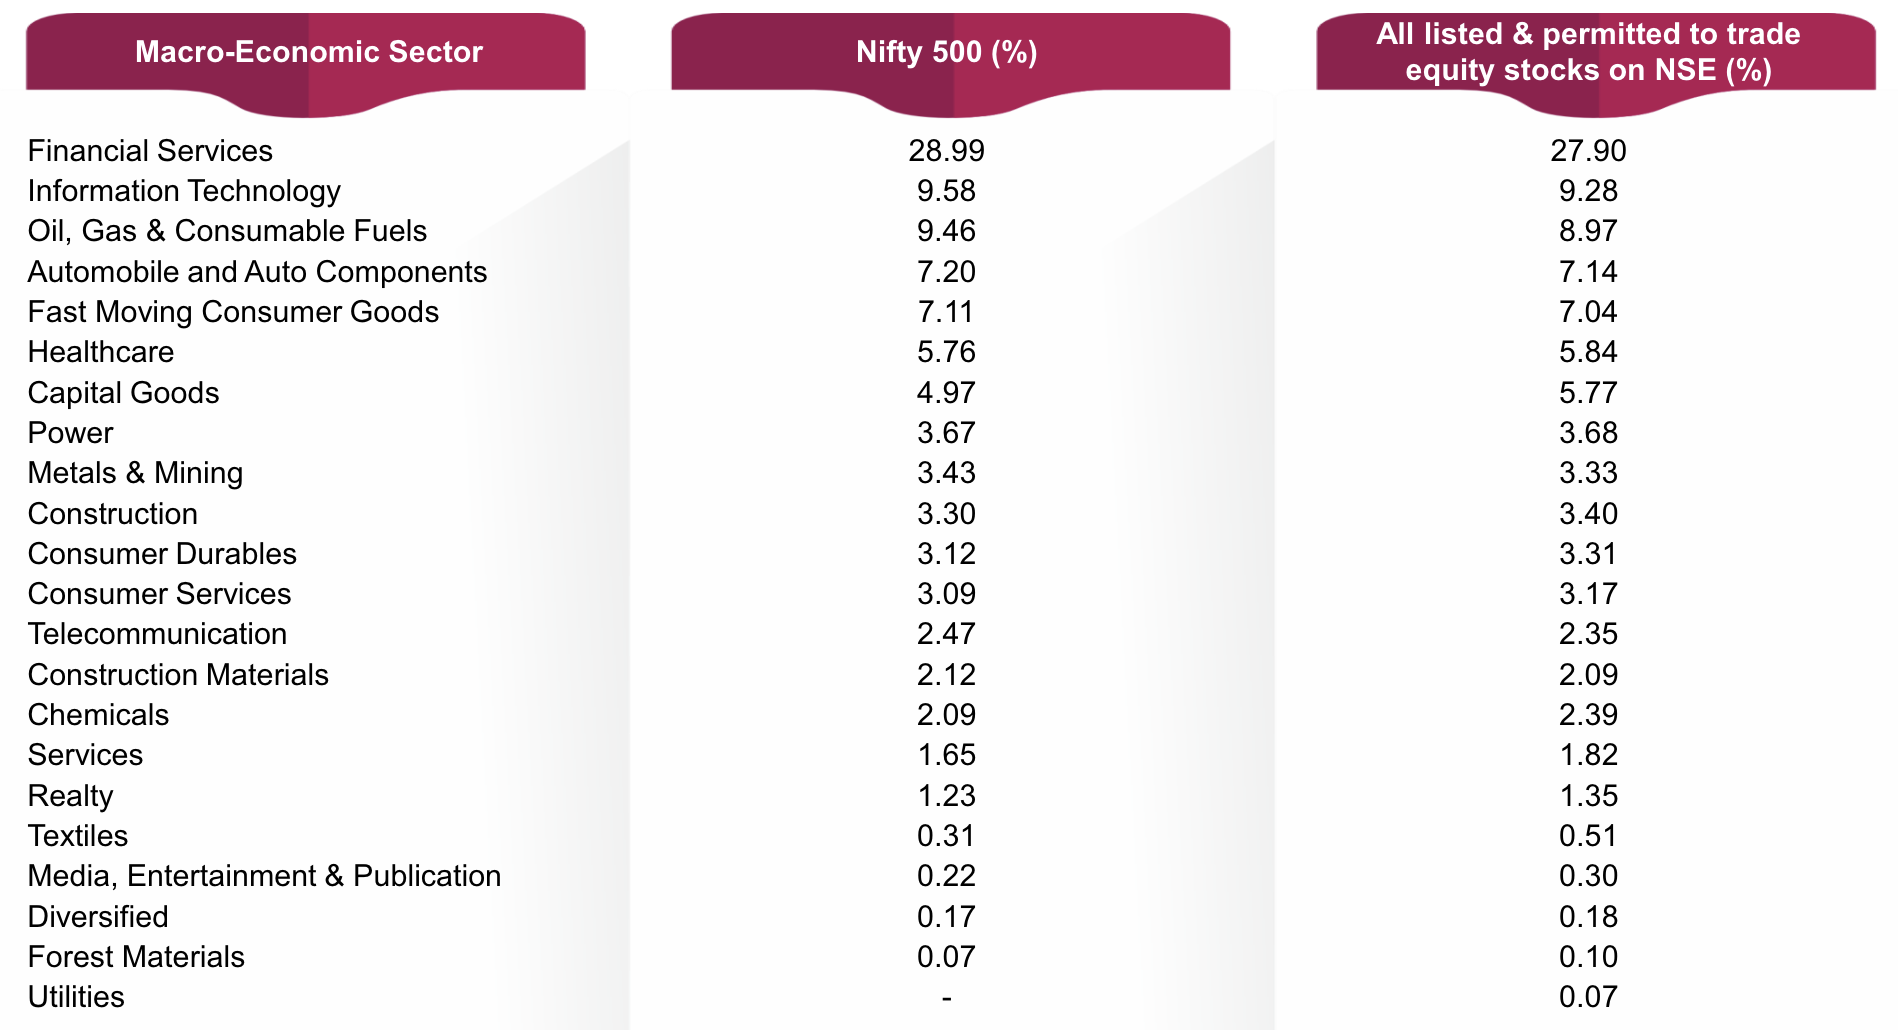 Macro-Economic Sector Nifty 500 (%) All listed & permitted to trade
equity stocks on NSE (%)
Financial Services 28.99 27.90
Information Technology 9.58 9.28
Oil, Gas & Consumable Fuels 9.46 8.97
Automobile and Auto Components 7.20 7.14
Fast Moving Consumer Goods 7.11 7.04
Healthcare 5.76 5.84
Capital Goods 4.97 5.77
Power 3.67 3.68
Metals & Mining 3.43 3.33
Construction 3.30 3.40
Consumer Durables 3.12 3.31
Consumer Services 3.09 3.17
Telecommunication 2.47 2.35
Construction Materials 2.12 2.09
Chemicals 2.09 2.39
Services 1.65 1.82
Realty 1.23 1.35
Textiles 0.31 0.51
Media, Entertainment & Publication 0.22 0.30
Diversified 0.17 0.18
Forest Materials 0.07 0.10
Utilities - 0.07